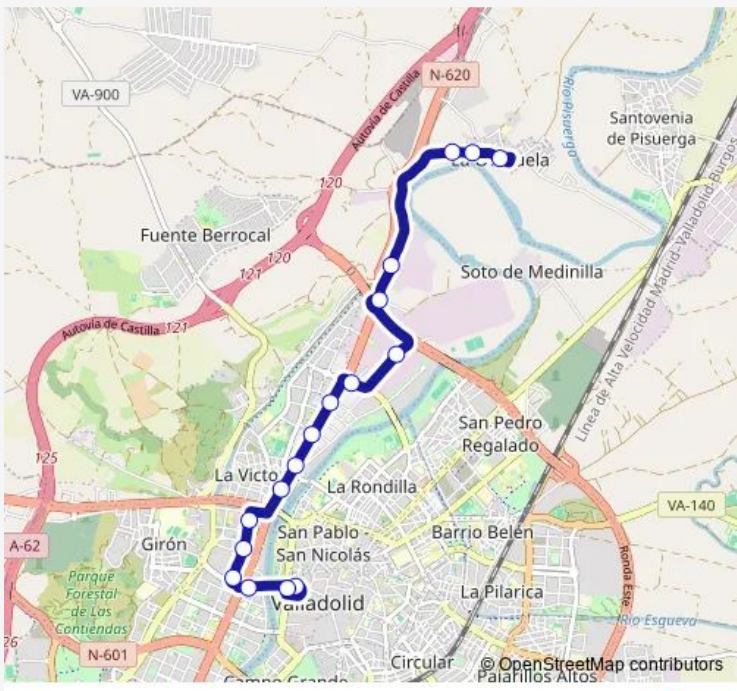 N-620
VA-900
Autovía de Castilla
Río Pisuerga
Santovenia
de Pisuerga
120
Fuente Berrocal
Soto de Medinilla
121
120
Autovía de Castilla
121
Línea de Alta Velocidad Madrid-Valladolid-Burgos
San Pedro
Regalado
125
La Victo
La Rondilla
VA-140
A-62
Girón
San Pablo -
San Nicolás
Barrio Belén
Ronda Este
Parque
Forestal
de Las
Contiendas
La Pilarica
Valladolid
Río Esgueva
26
N-601
Circular
© OpenStreetMap contributors